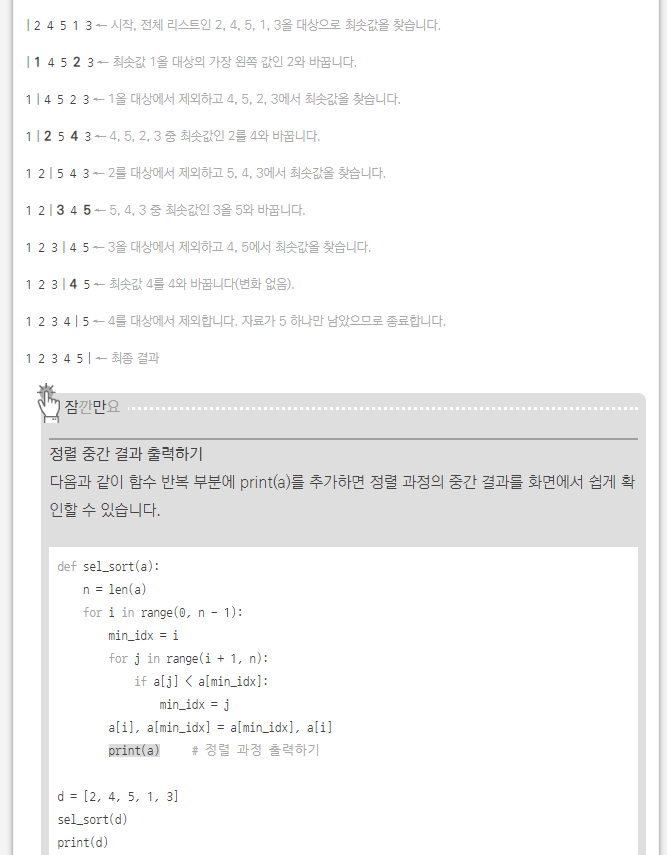 | 2 4 5 1 3 ← 시작, 전체 리스트인 2, 4, 5, 1, 3을 대상으로 최솟값을 찾습니다.
| 1 4 5 2 3 ← 최솟값 1을 대상의 가장 왼쪽 값인 2와 바꿉니다.
1 | 4 5 2 3 ← 1을 대상에서 제외하고 4, 5, 2, 3에서 최솟값을 찾습니다.
1 | 2 5 4 3 ← 4, 5, 2, 3 중 최솟값인 2를 4와 바꿉니다.
1 2 | 5 4 3 ← 2를 대상에서 제외하고 5, 4, 3에서 최솟값을 찾습니다.
1 2 | 3 4 5 ← 5, 4, 3 중 최솟값인 3을 5와 바꿉니다.
1 2 3 | 4 5 ← 3을 대상에서 제외하고 4, 5에서 최솟값을 찾습니다.
1 2 3 | 4 5 ← 최솟값 4를 4와 바꿉니다(변화 없음).
1 2 3 4 | 5 ← 4를 대상에서 제외합니다. 자료가 5 하나만 남았으므로 종료합니다.
1 2 3 4 5 | ← 최종 결과
잠깐만요
정렬 중간 결과 출력하기
다음과 같이 함수 반복 부분에 print(a)를 추가하면 정렬 과정의 중간 결과를 화면에서 쉽게 확
인할 수 있습니다.
def sel_sort(a):
    n = len(a)
    for i in range(0, n - 1):
        min_idx = i
        for j in range(i + 1, n):
            if a[j] < a[min_idx]:
                min_idx = j
        a[i], a[min_idx] = a[min_idx], a[i]
        print(a)     # 정렬 과정 출력하기
d = [2, 4, 5, 1, 3]
sel_sort(d)
print(d)